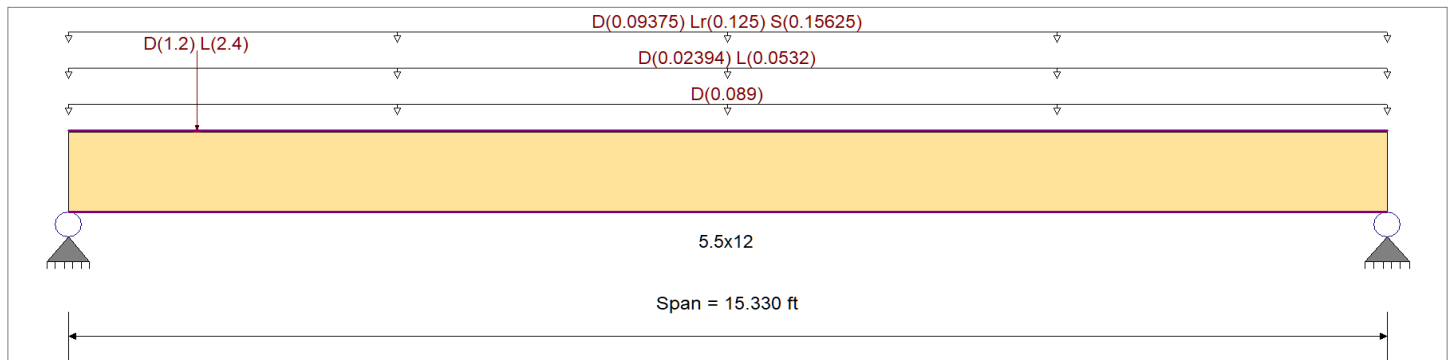 D(0.09375) Lr(0.125) S(0.15625)
D(1.2) L(2.4)
D(0.02394) L(0.0532)
D(0.089)
5.5x12
Span = 15.330 ft